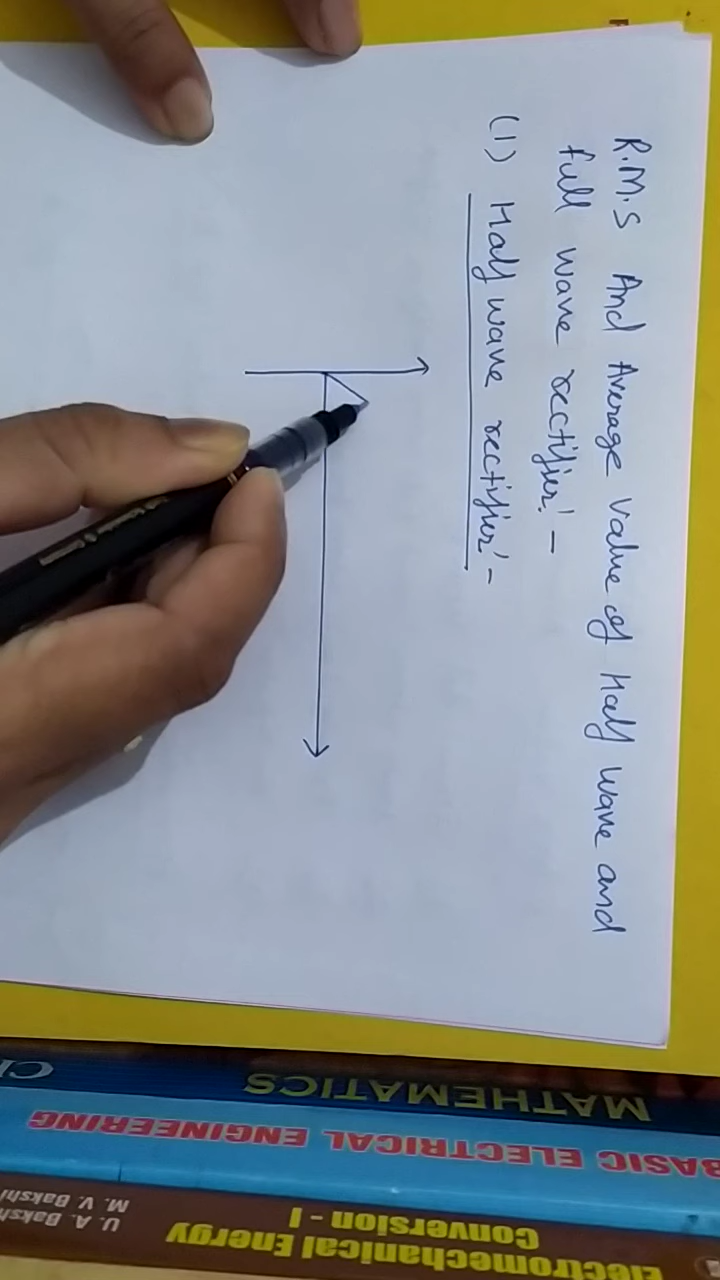 R.M.S And Average value of Half wave and
full wave rectifier:-
(1) Half wave rectifier:-
MATHEMATICS
BASIC ELECTRICAL ENGINEERING
Electromechanical Energy
Conversion - I
U. A. Bakshi
M. V. Bakshi